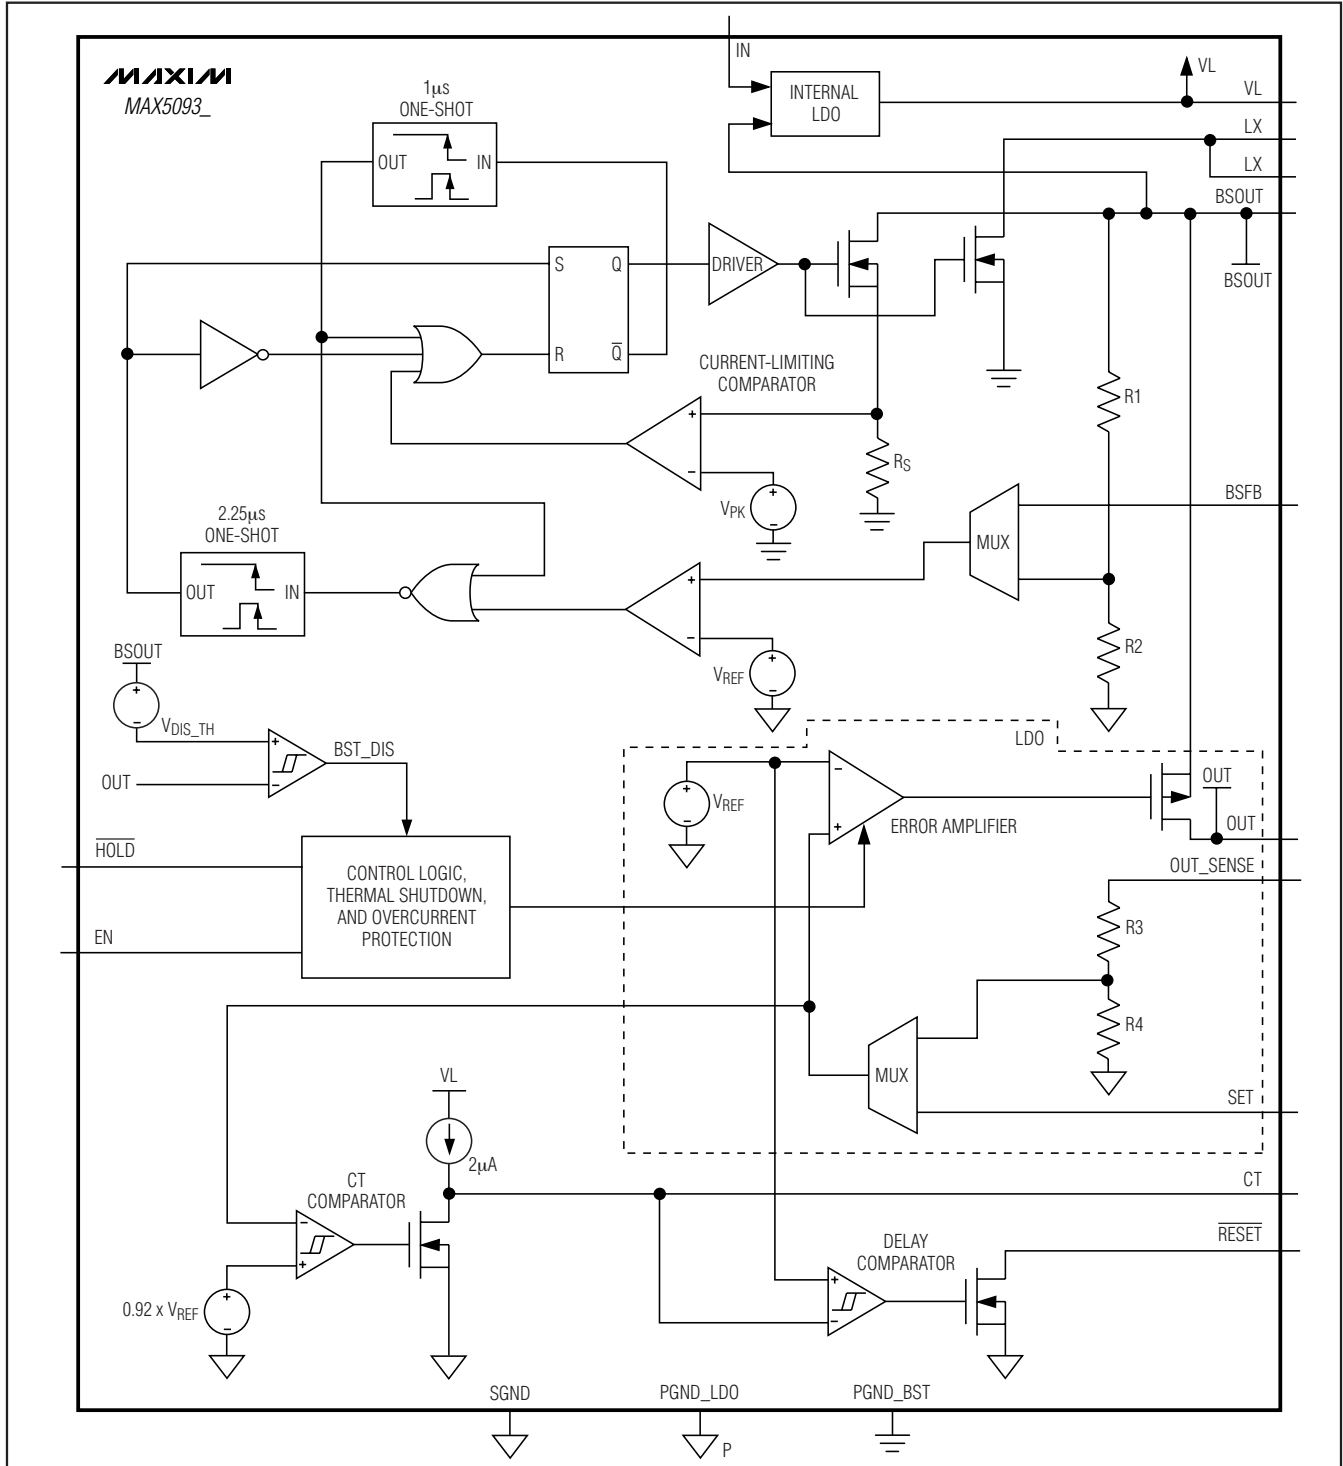 IN
MAXIM
MAX5093_
1µs
ONE-SHOT
INTERNAL
LDO
VL
VL
LX
LX
OUT
IN
BSOUT
BSOUT
S
Q
DRIVER
R
Q̅
CURRENT-LIMITING
COMPARATOR
+
−
R1
RS
VPK
+
−
BSFB
MUX
2.25µs
ONE-SHOT
OUT
IN
+
−
R2
VREF
+
−
BSOUT
+
−
VDIS_TH
+
−
BST_DIS
OUT
LDO
−
+
VREF
+
−
ERROR AMPLIFIER
OUT
OUT
H̅O̅L̅D̅
CONTROL LOGIC,
THERMAL SHUTDOWN,
AND OVERCURRENT
PROTECTION
OUT_SENSE
EN
R3
R4
MUX
SET
VL
2µA
CT
CT
COMPARATOR
−
+
R̅E̅S̅E̅T̅
DELAY
COMPARATOR
+
−
0.92 x VREF
+
−
SGND
PGND_LDO
PGND_BST
P